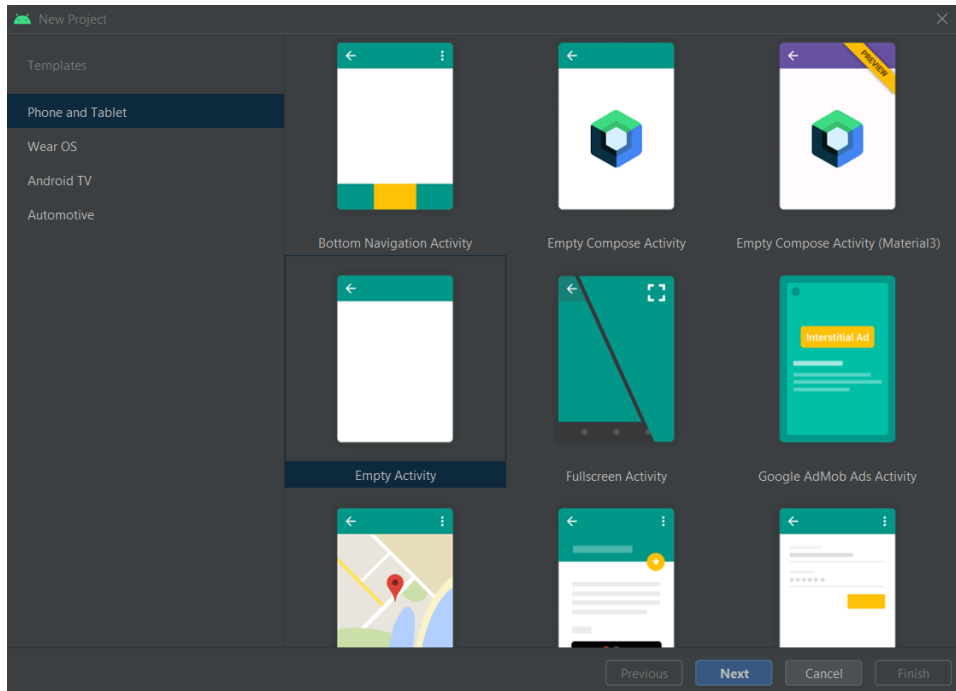 New Project
Templates
Phone and Tablet
Wear OS
Android TV
Automotive
PREVIEW
Bottom Navigation Activity
Empty Compose Activity
Empty Compose Activity (Material3)
Interstitial Ad
Empty Activity
Fullscreen Activity
Google AdMob Ads Activity
Previous
Next
Cancel
Finish